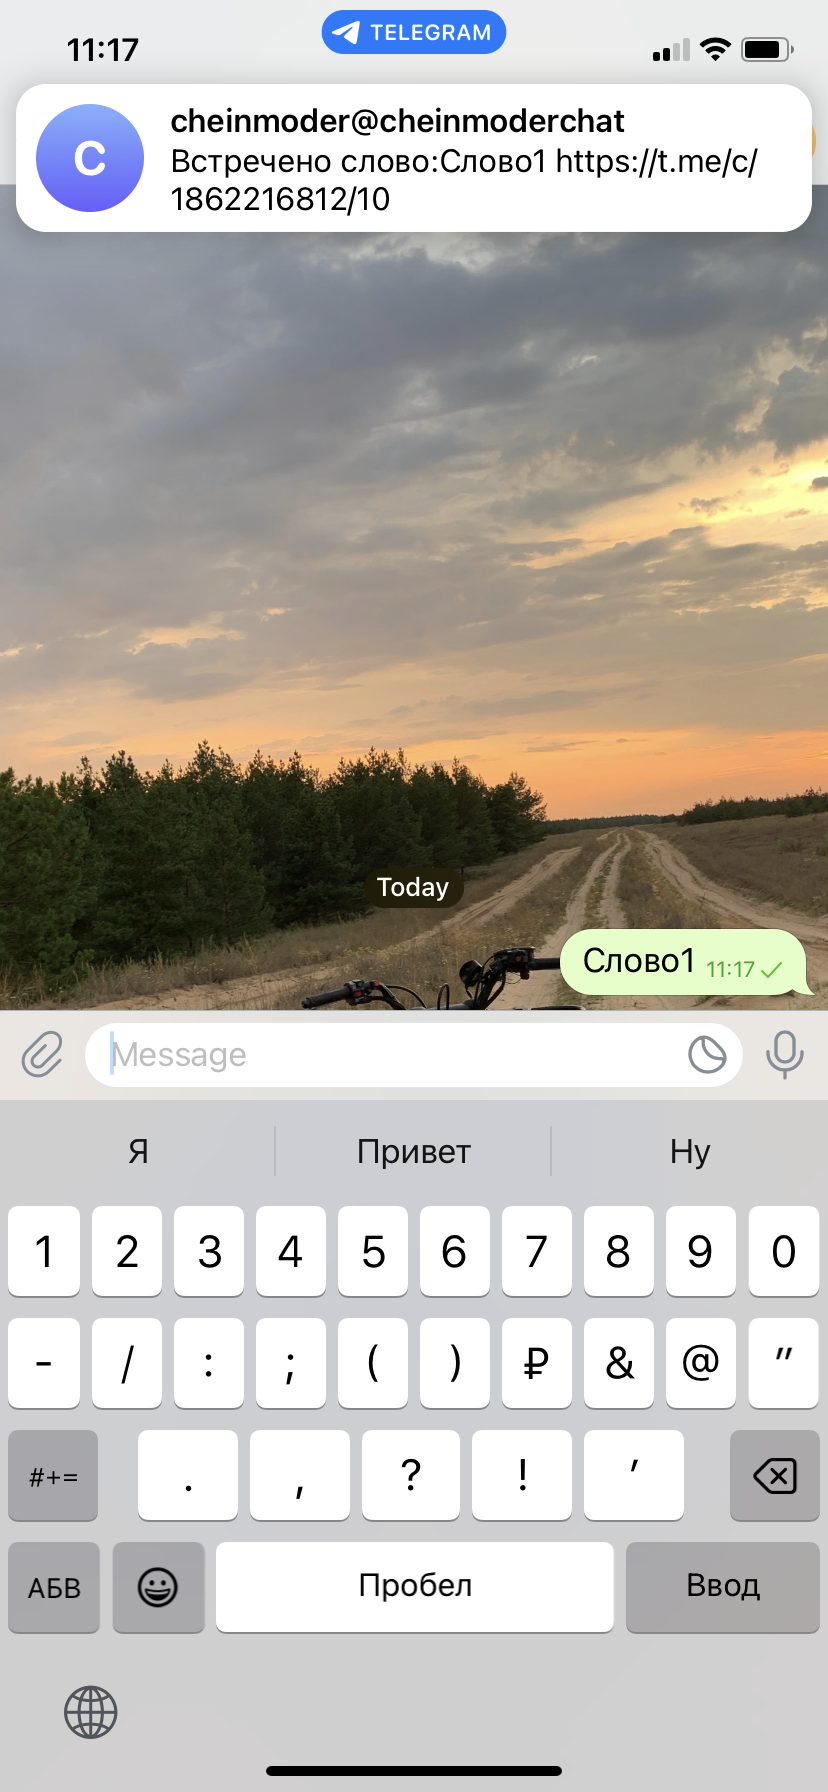 11:17
TELEGRAM
C
cheinmoder@cheinmoderchat
Встречено слово:Слово1 https://t.me/c/
1862216812/10
Today
Слово1 11:17
Message
Я Привет Ну
1 2 3 4 5 6 7 8 9 0
- / : ; ( ) ₽ & @ "
#+= . , ? ! '
АБВ Пробел Ввод